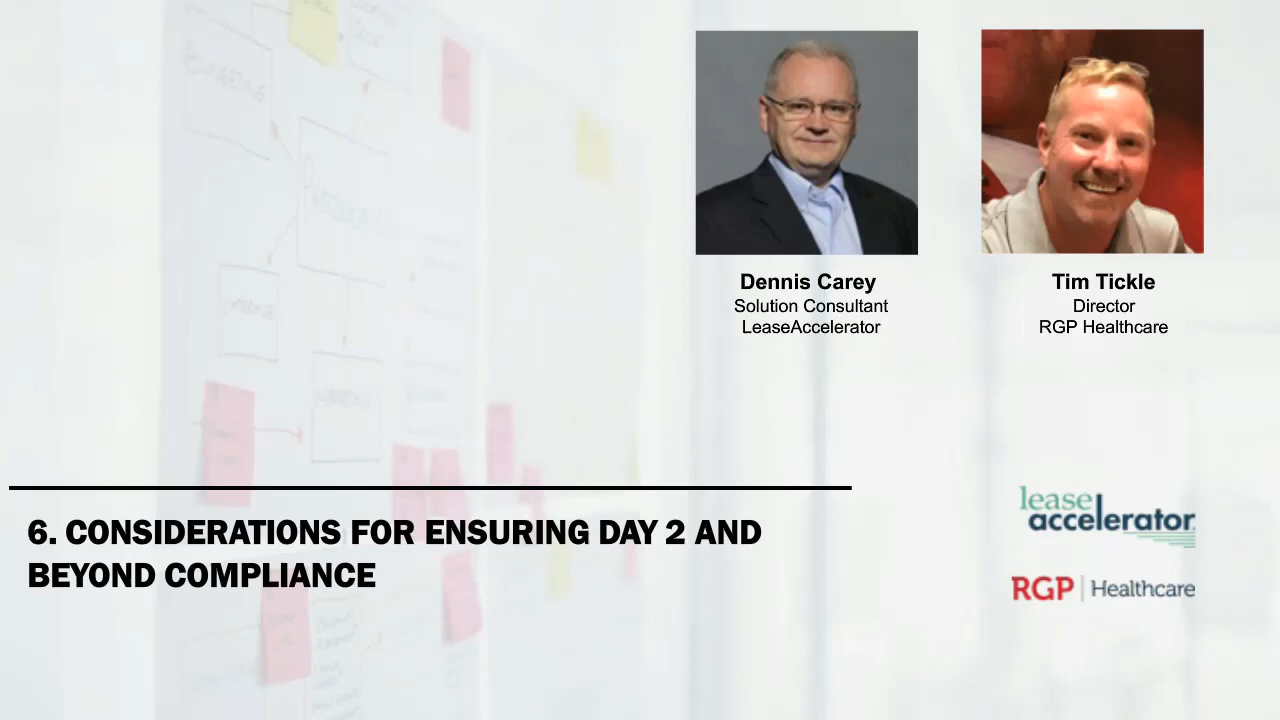 Dennis Carey
Solution Consultant
LeaseAccelerator
Tim Tickle
Director
RGP Healthcare
6. CONSIDERATIONS FOR ENSURING DAY 2 AND
BEYOND COMPLIANCE
lease
accelerator
RGP | Healthcare